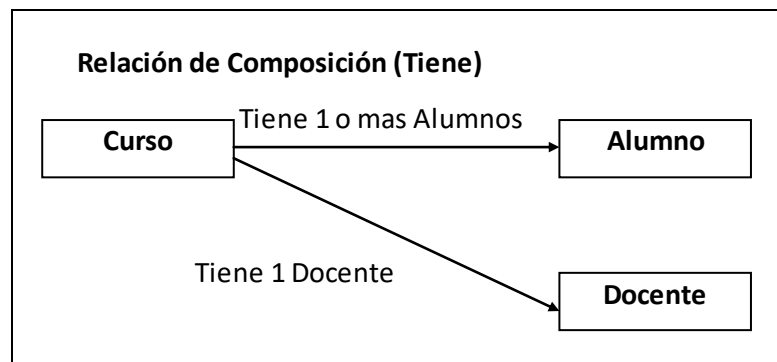 Relación de Composición (Tiene)
Tiene 1 o mas Alumnos
Curso
Alumno
Tiene 1 Docente
Docente